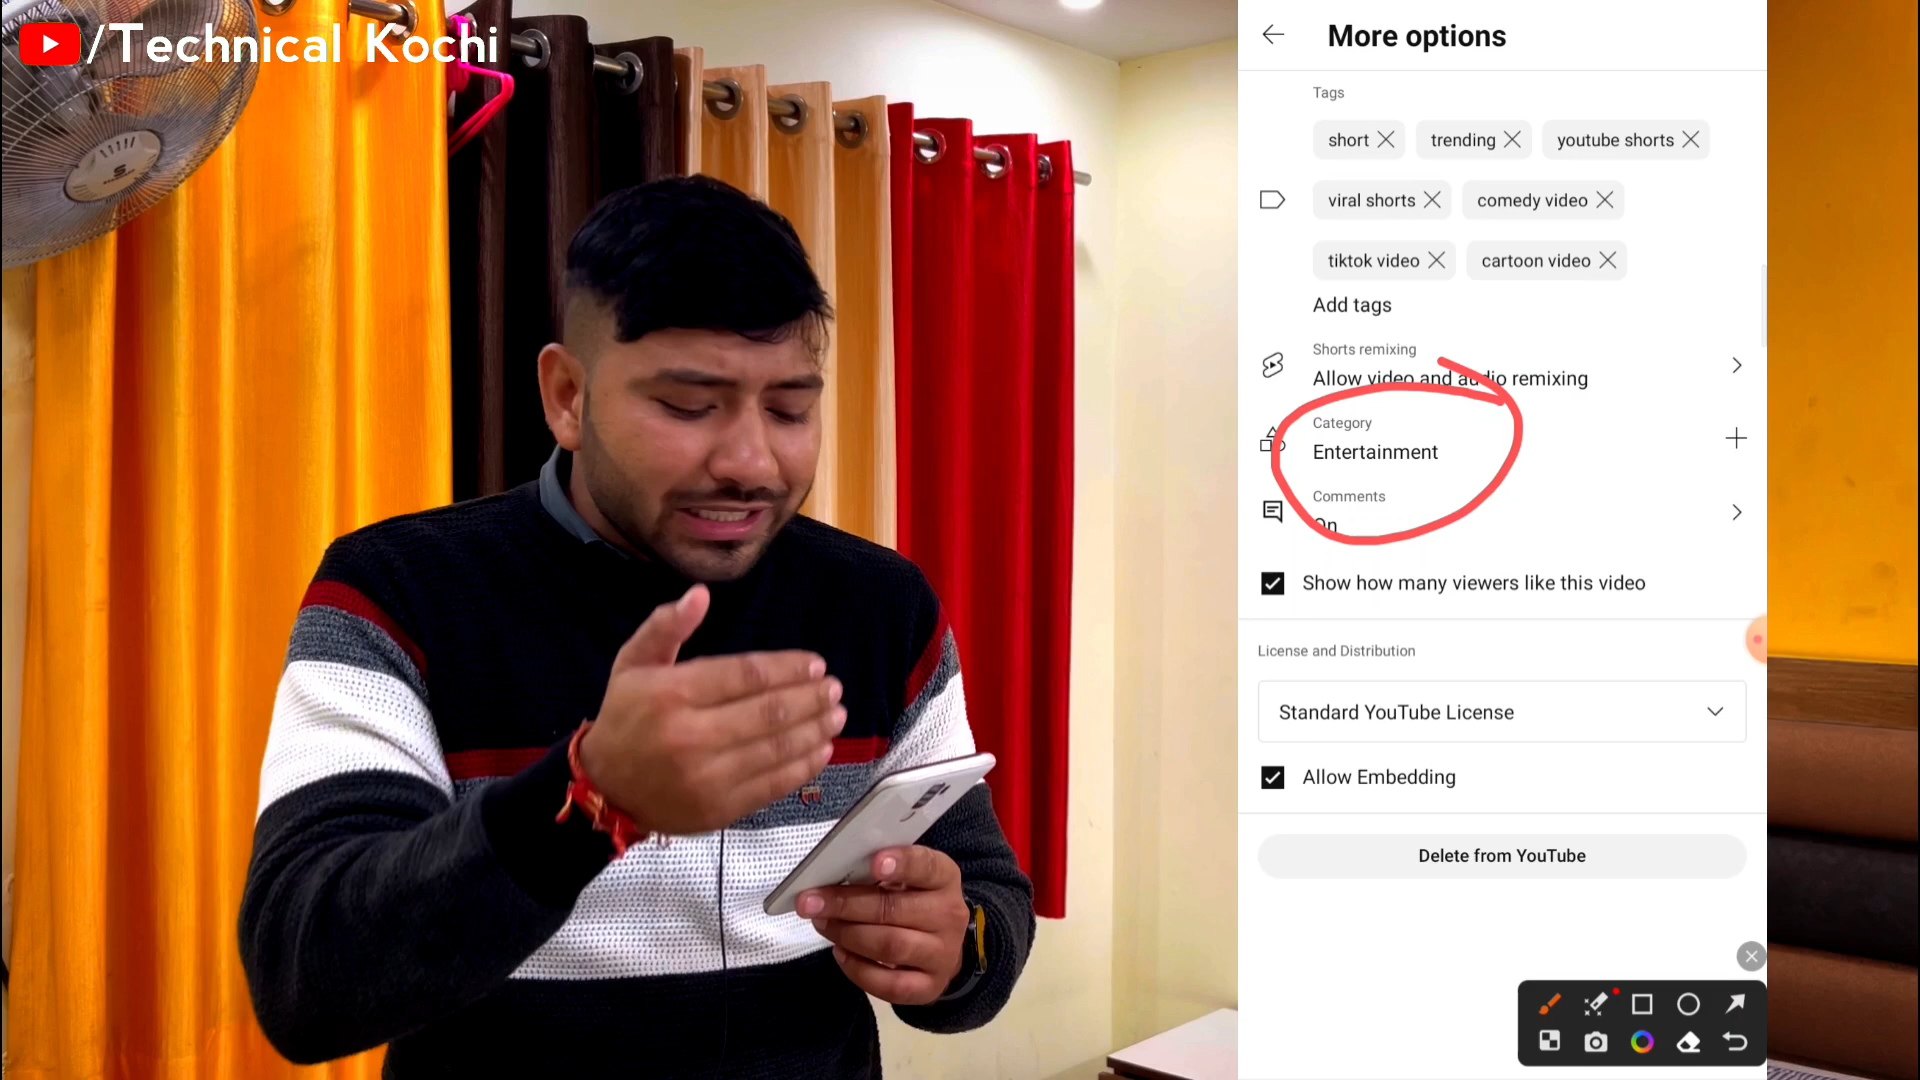 /Technical Kochi
More options
Tags
short
trending
youtube shorts
viral shorts
comedy video
tiktok video
cartoon video
Add tags
Shorts remixing
Allow video and audio remixing
Category
Entertainment
Comments
On
Show how many viewers like this video
License and Distribution
Standard YouTube License
Allow Embedding
Delete from YouTube